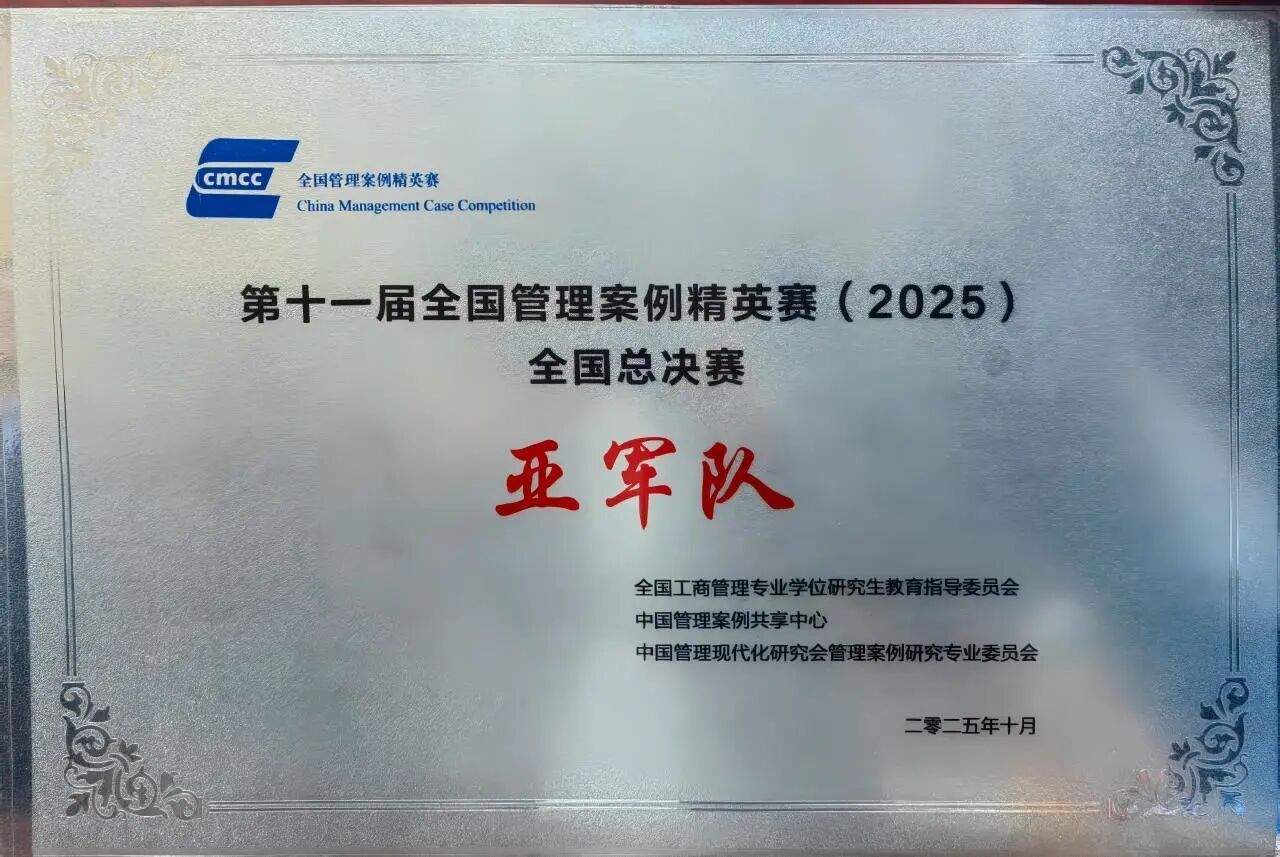 cmcc
全国管理案例精英赛
China Management Case Competition
第十一届全国管理案例精英赛（2025）
全国总决赛
亚军队
全国工商管理专业学位研究生教育指导委员会
中国管理案例共享中心
中国管理现代化研究会管理案例研究专业委员会
二零二五年十月